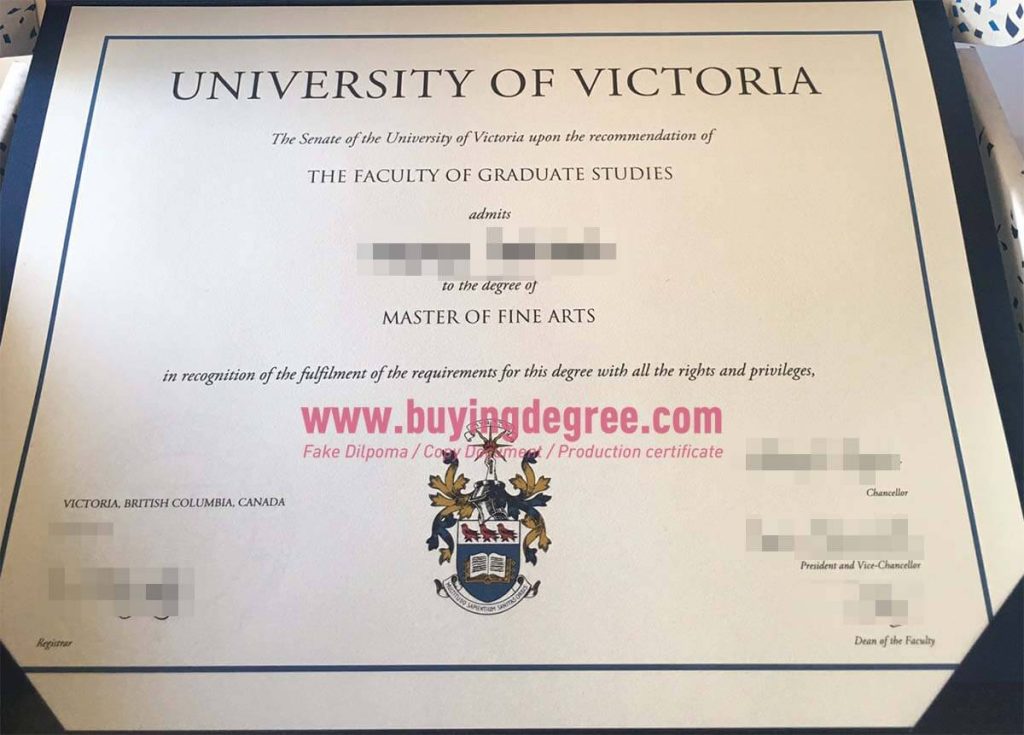 UNIVERSITY OF VICTORIA
The Senate of the University of Victoria upon the recommendation of
THE FACULTY OF GRADUATE STUDIES
admits
to the degree of
MASTER OF FINE ARTS
in recognition of the fulfilment of the requirements for this degree with all the rights and privileges,
www.buyingdegree.com
Fake Dilpoma / Copy Document / Production certificate
Chancellor
VICTORIA, BRITISH COLUMBIA, CANADA
President and Vice-Chancellor
Registrar
Dean of the Faculty